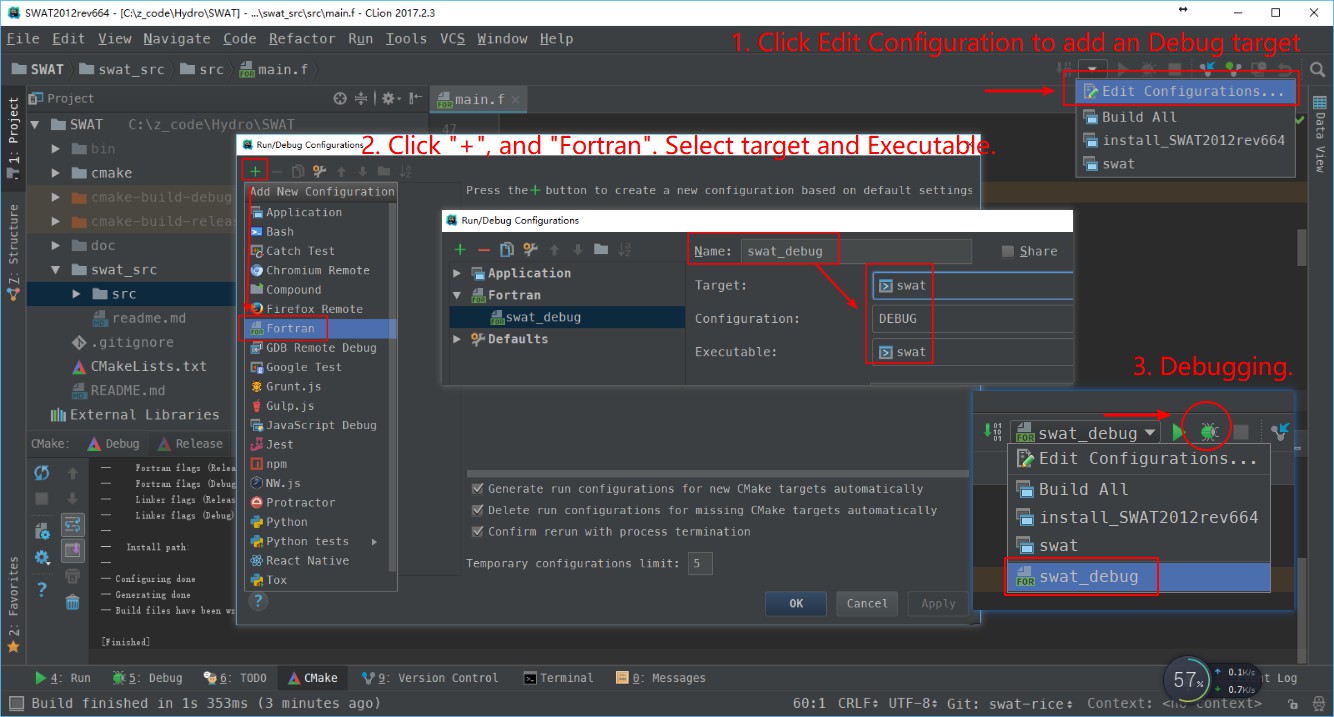 SWAT2012rev664 - [C:\z_code\Hydro\SWAT] - ...\swat_src\src\main.f - CLion 2017.2.3
File Edit View Navigate Code Refactor Run Tools VCS Window Help
1. Click Edit Configuration to add an Debug target
SWAT swat_src src main.f
Edit Configurations...
Build All
install_SWAT2012rev664
swat
1: Project
7: Structure
2: Favorites
Data View
Project
main.f
47
SWAT C:\z_code\Hydro\SWAT
bin
cmake
cmake-build-debug
cmake-build-relea
doc
swat_src
src
readme.md
.gitignore
CMakeLists.txt
README.md
External Libraries
Run/Debug Configurations
2. Click "+", and "Fortran". Select target and Executable.
Add New Configuration
Application
Bash
Catch Test
Chromium Remote
Compound
Firefox Remote
Fortran
GDB Remote Debug
Google Test
Grunt.js
Gulp.js
JavaScript Debug
Jest
npm
NW.js
Protractor
Python
Python tests
React Native
Tox
Press the + button to create a new configuration based on default settings
Run/Debug Configurations
Application
Fortran
swat_debug
Defaults
Name: swat_debug
Share
Target: swat
Configuration: DEBUG
Executable: swat
Generate run configurations for new CMake targets automatically
Delete run configurations for missing CMake targets automatically
Confirm rerun with process termination
Temporary configurations limit: 5
?
OK Cancel Apply
3. Debugging.
swat_debug
Edit Configurations...
Build All
install_SWAT2012rev664
swat
swat_debug
CMake: Debug Release
— Fortran flags (Relea
— Fortran flags (Debug
— Linker flags (Releas
— Linker flags (Debug)
—
— Install path:
—
— Configuring done
— Generating done
— Build files have been wr
[Finished]
4: Run 5: Debug 6: TODO CMake 9: Version Control Terminal 0: Messages
57% 0.1K/s
0.7K/s
nt Log
Build finished in 1s 353ms (3 minutes ago)
60:1 CRLF UTF-8 Git: swat-rice Context: <no context>